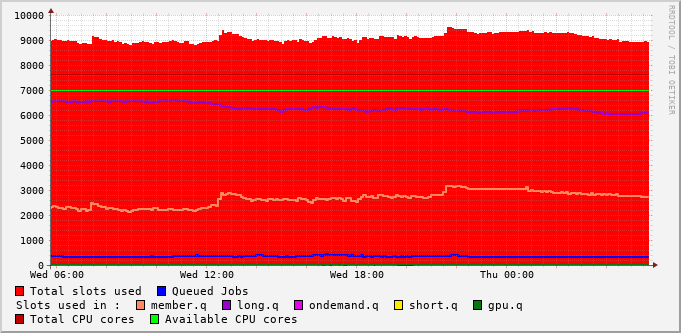 10000
9000
8000
7000
6000
5000
4000
3000
2000
1000
0
Wed 06:00 Wed 12:00 Wed 18:00 Thu 00:00
Total slots used Queued Jobs
Slots used in : member.q long.q ondemand.q short.q gpu.q
Total CPU cores Available CPU cores
RRDTOOL / TOBI OETIKER